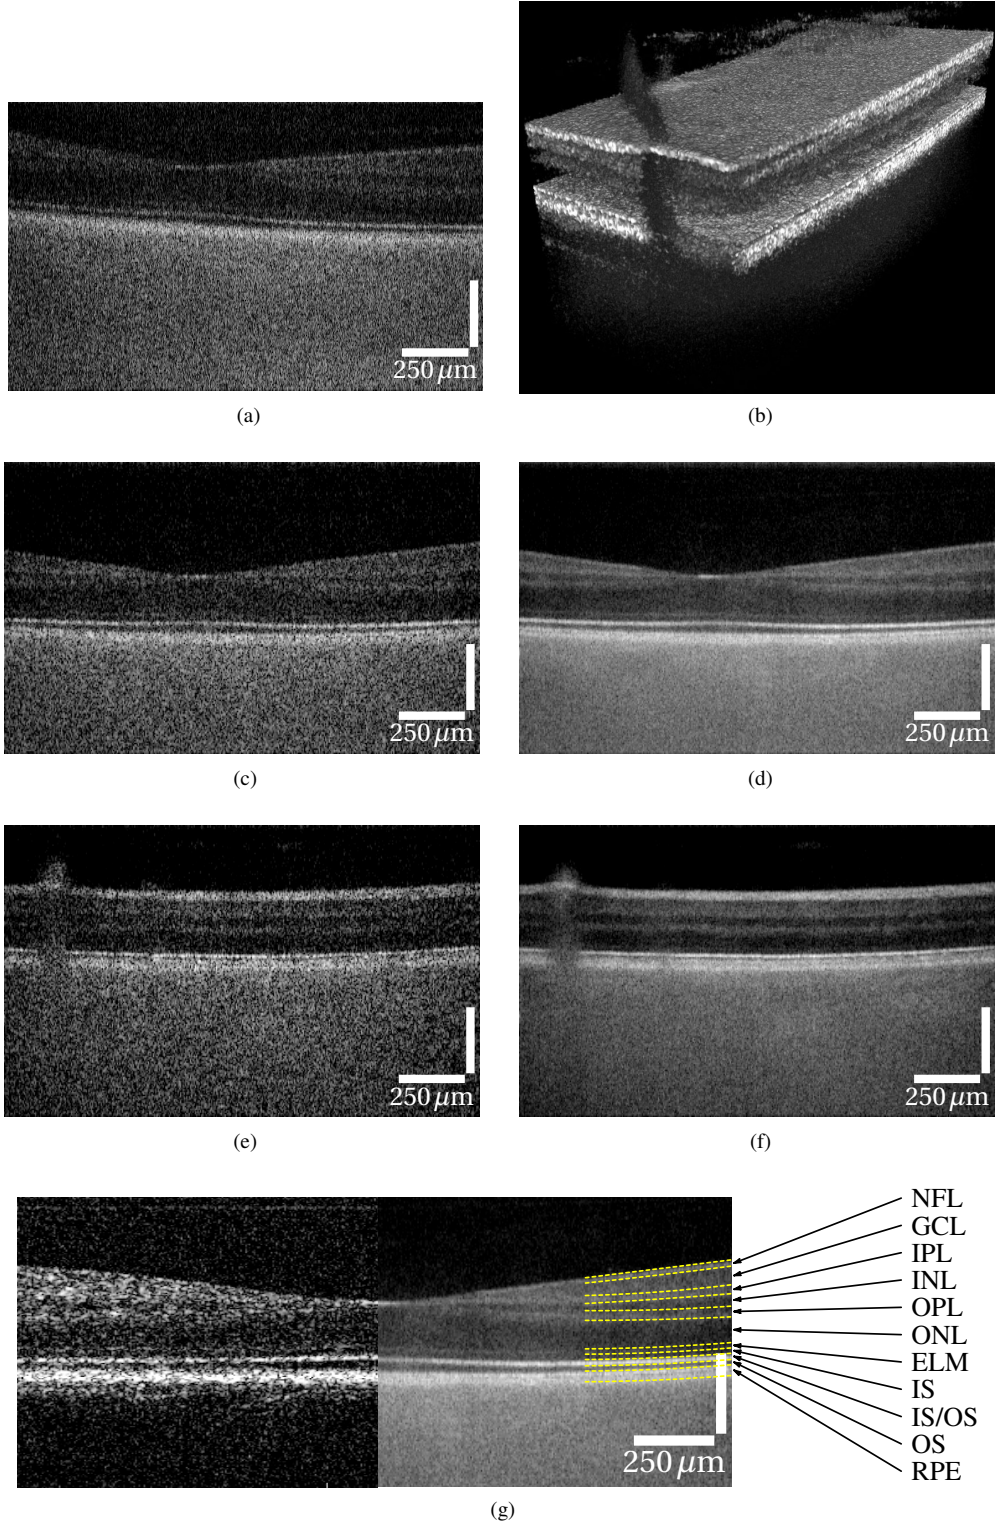 250 µm
(a)
(b)
250 µm
250 µm
(c)
(d)
250 µm
250 µm
(e)
(f)
NFL
GCL
IPL
INL
OPL
ONL
ELM
IS
IS/OS
OS
RPE
250 µm
(g)